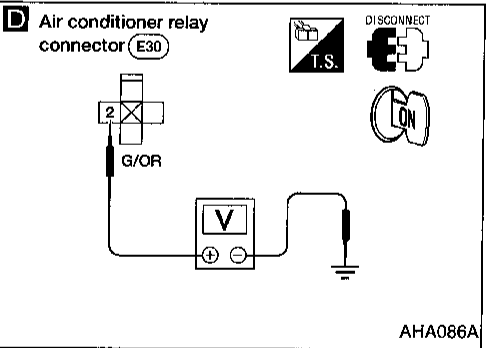 D Air conditioner relay
connector E30
T.S.
DISCONNECT
ON
2
G/OR
V
+ −
AHA086A